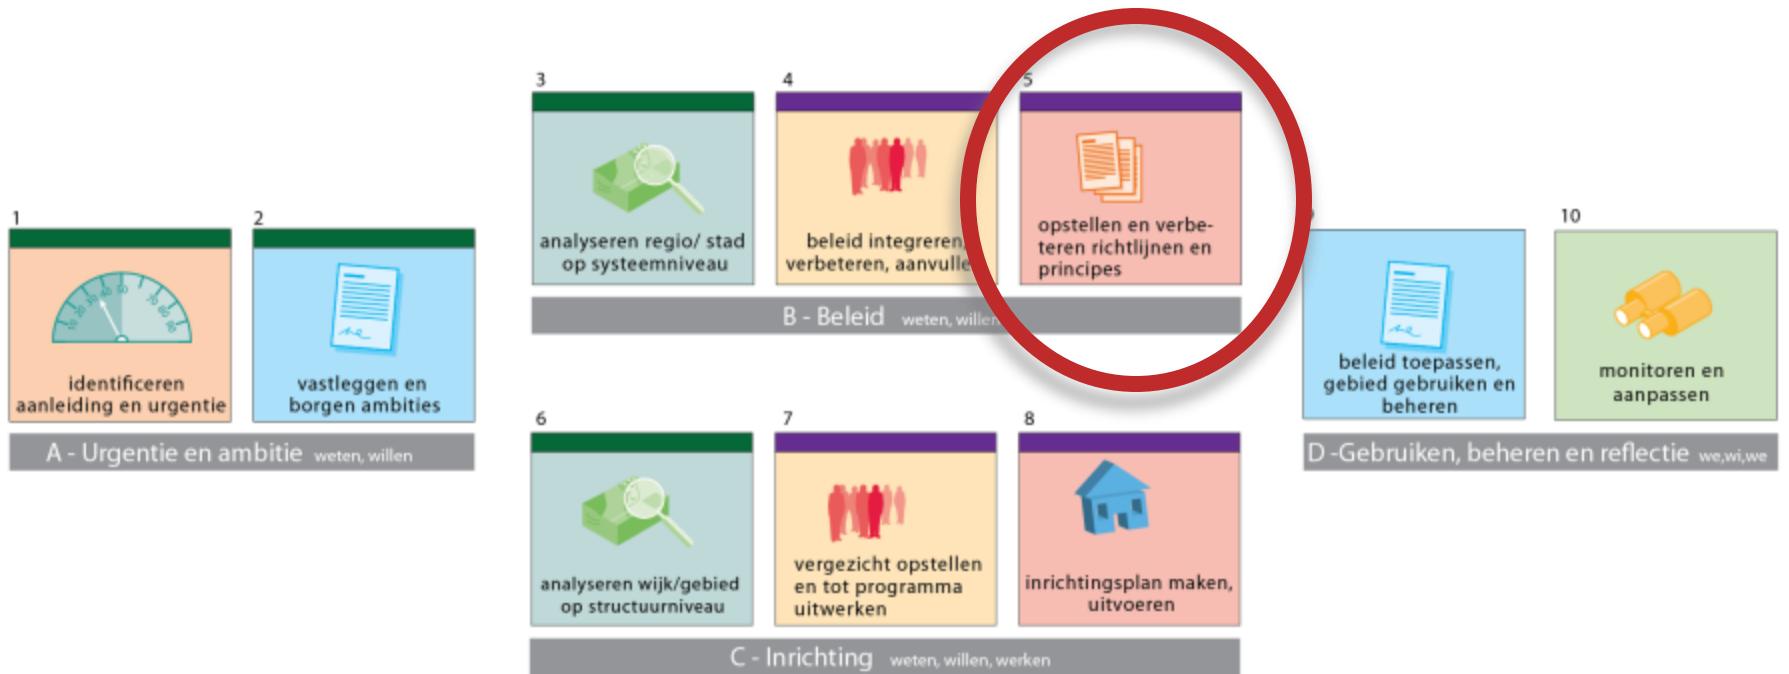 1
identificeren
aanleiding en urgentie
2
vastleggen en
borgen ambities
A - Urgentie en ambitie weten, willen
3
analyseren regio/ stad
op systeemniveau
4
beleid integreren,
verbeteren, aanvulle
5
opstellen en verbe-
teren richtlijnen en
principes
B - Beleid weten, willen
6
analyseren wijk/gebied
op structuurniveau
7
vergezicht opstellen
en tot programma
uitwerken
8
inrichtingsplan maken,
uitvoeren
C - Inrichting weten, willen, werken
beleid toepassen,
gebied gebruiken en
beheren
10
monitoren en
aanpassen
D -Gebruiken, beheren en reflectie we,wi,we